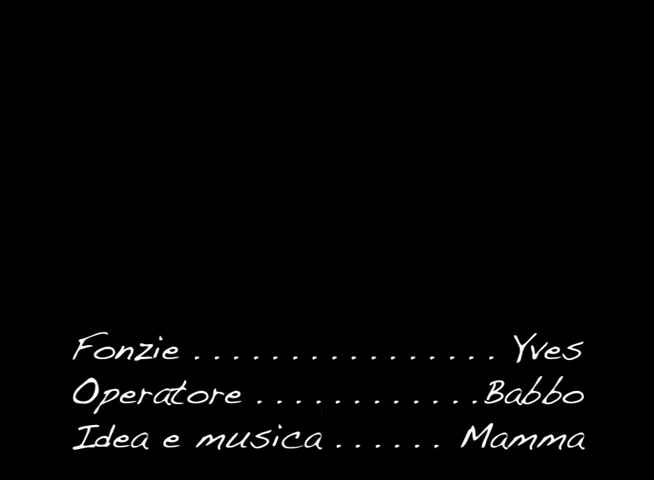 Fonzie ................ Yves
Operatore ............Babbo
Idea e musica ...... Mamma